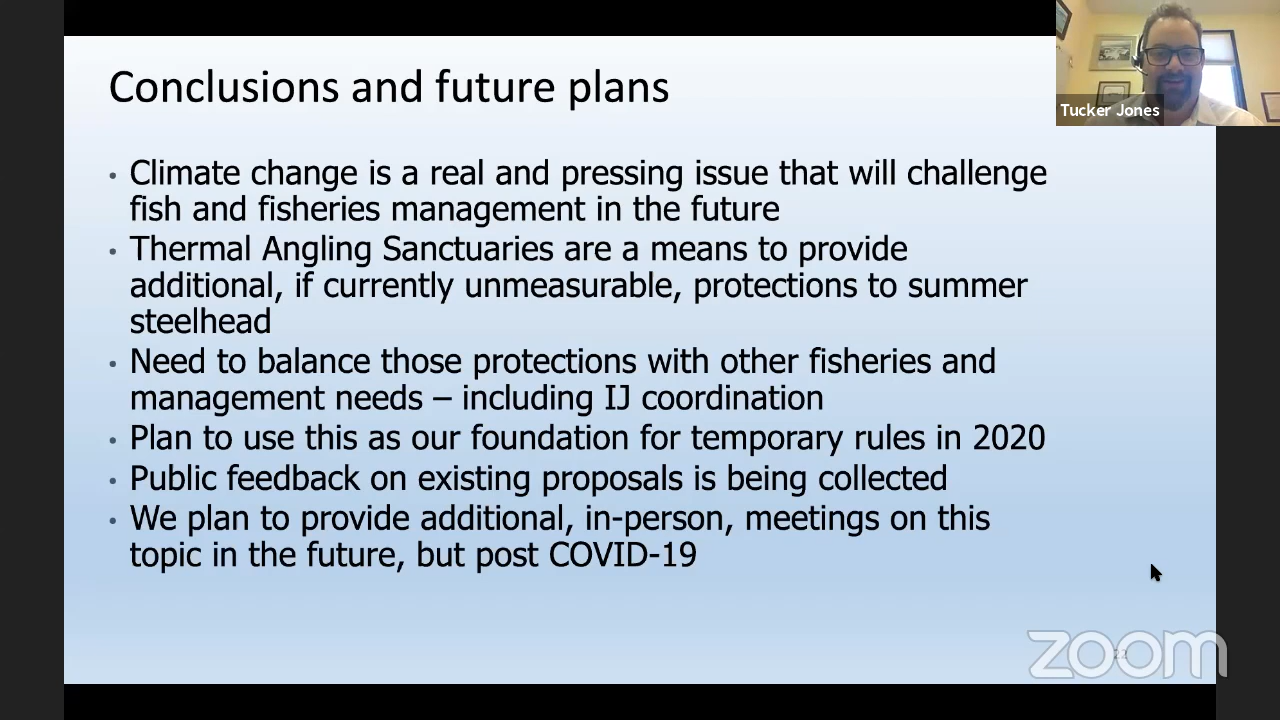 Conclusions and future plans
Tucker Jones
• Climate change is a real and pressing issue that will challenge
fish and fisheries management in the future
• Thermal Angling Sanctuaries are a means to provide
additional, if currently unmeasurable, protections to summer
steelhead
• Need to balance those protections with other fisheries and
management needs – including IJ coordination
• Plan to use this as our foundation for temporary rules in 2020
• Public feedback on existing proposals is being collected
• We plan to provide additional, in-person, meetings on this
topic in the future, but post COVID-19
zoom
22